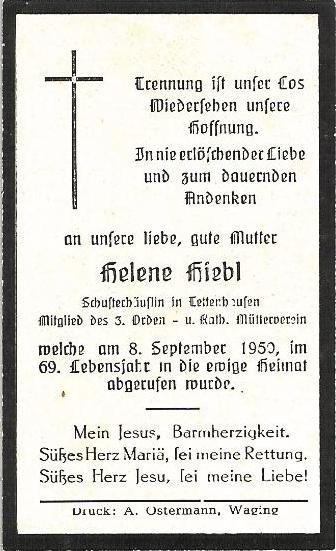 Trennung ist unser Los
Wiedersehen unsere
Hoffnung.
In nie erlöschender Liebe
und zum dauernden
Andenken
an unsere liebe, gute Mutter
Helene Hiebl
Schusterhäuslin in Tettenhausen
Mitglied des 3. Orden - u. Kath. Mütterverein
welche am 8. September 1950, im
69. Lebensjahr in die ewige Heimat
abgerufen wurde.
Mein Jesus, Barmherzigkeit.
Süßes Herz Mariä, sei meine Rettung.
Süßes Herz Jesu, sei meine Liebe!
Druck: A. Ostermann, Waging